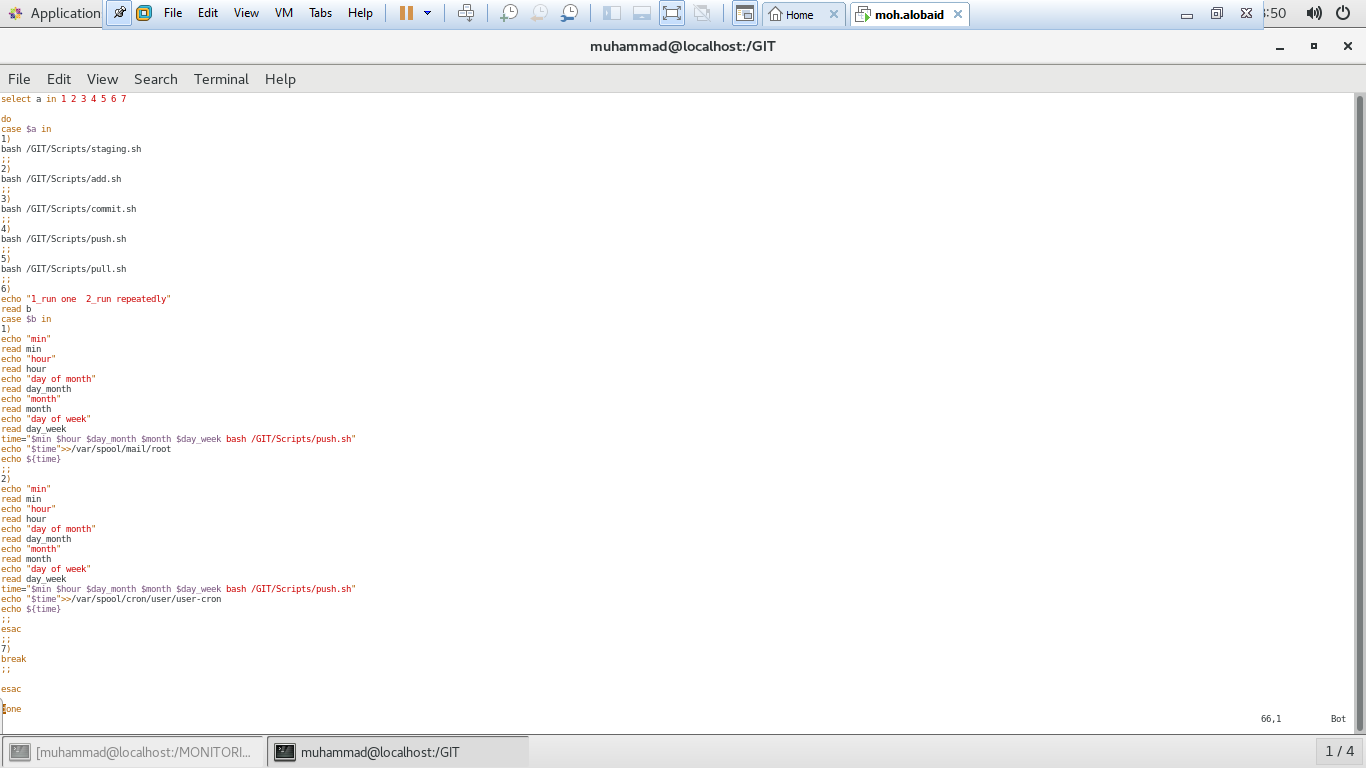 Application File Edit View VM Tabs Help Home moh.alobaid :50
muhammad@localhost:/GIT
File Edit View Search Terminal Help
select a in 1 2 3 4 5 6 7
do
case $a in
1)
bash /GIT/Scripts/staging.sh
;;
2)
bash /GIT/Scripts/add.sh
;;
3)
bash /GIT/Scripts/commit.sh
;;
4)
bash /GIT/Scripts/push.sh
;;
5)
bash /GIT/Scripts/pull.sh
;;
6)
echo "1_run one  2_run repeatedly"
read b
case $b in
1)
echo "min"
read min
echo "hour"
read hour
echo "day of month"
read day_month
echo "month"
read month
echo "day of week"
read day_week
time="$min $hour $day_month $month $day_week bash /GIT/Scripts/push.sh"
echo "$time">>/var/spool/mail/root
echo ${time}
;;
2)
echo "min"
read min
echo "hour"
read hour
echo "day of month"
read day_month
echo "month"
read month
echo "day of week"
read day_week
time="$min $hour $day_month $month $day_week bash /GIT/Scripts/push.sh"
echo "$time">>/var/spool/cron/user/user-cron
echo ${time}
;;
esac
;;
7)
break
;;
esac
done
66,1 Bot
[muhammad@localhost:/MONITORI... muhammad@localhost:/GIT 1 / 4